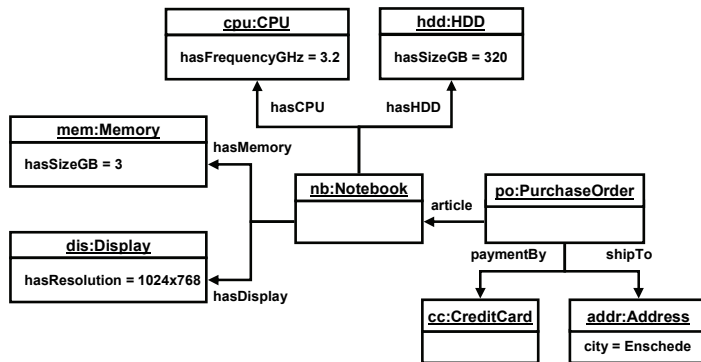 cpu:CPU
hasFrequencyGHz = 3.2
hdd:HDD
hasSizeGB = 320
hasCPU
hasHDD
mem:Memory
hasSizeGB = 3
hasMemory
nb:Notebook
article
po:PurchaseOrder
dis:Display
hasResolution = 1024x768
hasDisplay
paymentBy
shipTo
cc:CreditCard
addr:Address
city = Enschede